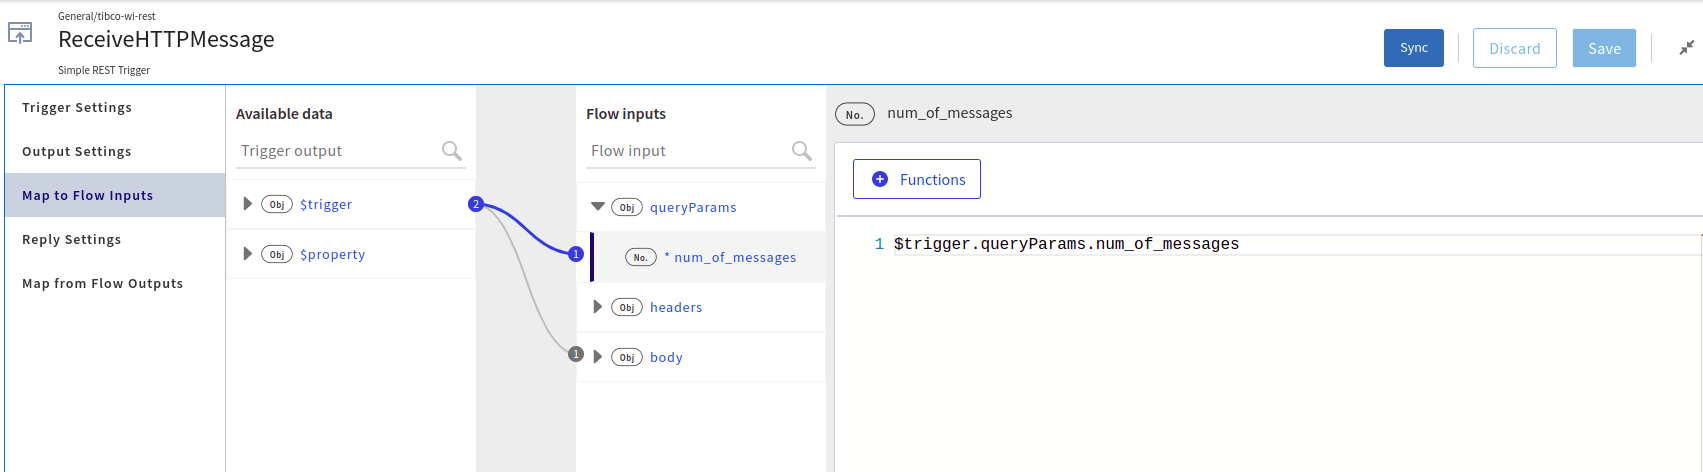 General/tibco-wi-rest
ReceiveHTTPMessage
Simple REST Trigger
Sync
Discard
Save
Trigger Settings
Output Settings
Map to Flow Inputs
Reply Settings
Map from Flow Outputs
Available data
Trigger output
Obj $trigger
Obj $property
2
1
1
Flow inputs
Flow input
Obj queryParams
No. * num_of_messages
Obj headers
Obj body
No. num_of_messages
+ Functions
1 $trigger.queryParams.num_of_messages